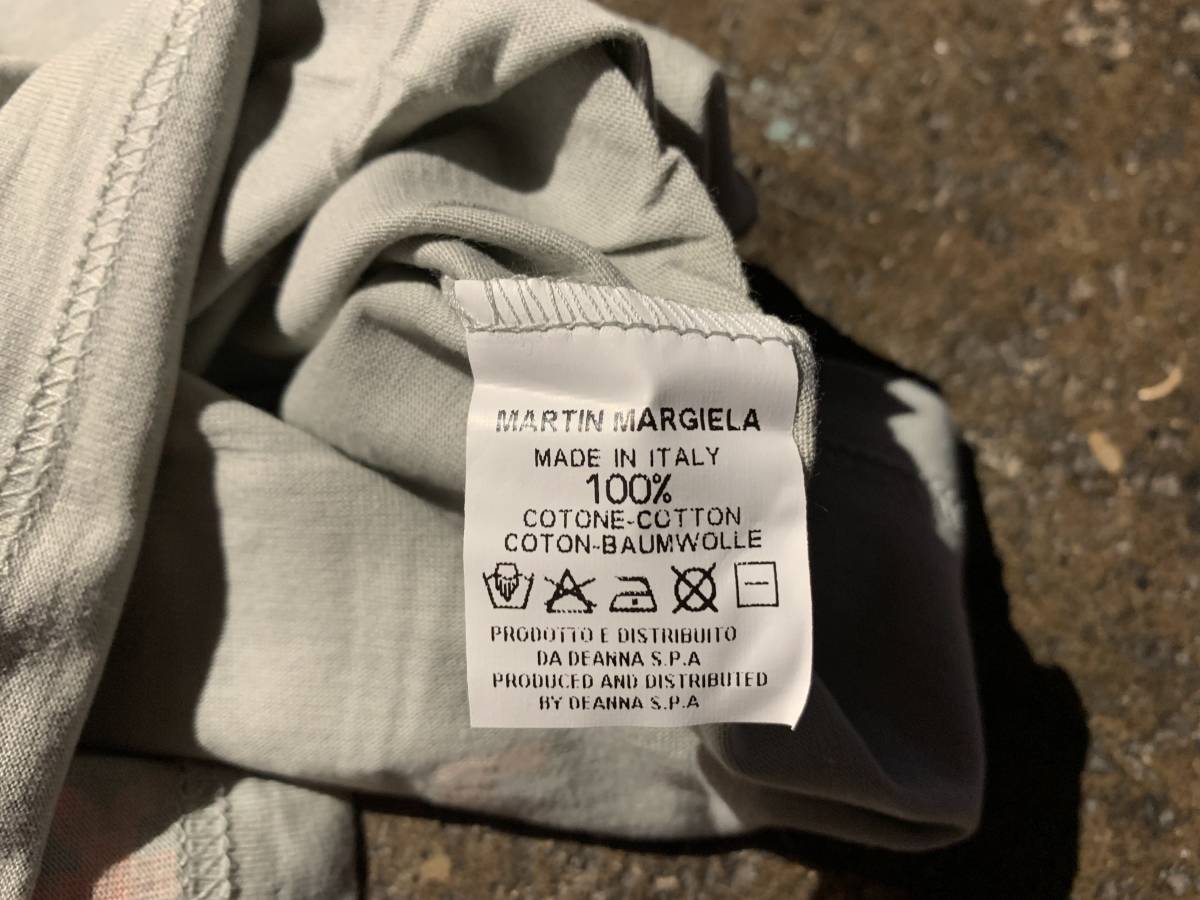 MARTIN MARGIELA
MADE IN ITALY
100%
COTONE-COTTON
COTON-BAUMWOLLE
PRODOTTO E DISTRIBUITO
DA DEANNA S.P.A
PRODUCED AND DISTRIBUTED
BY DEANNA S.P.A